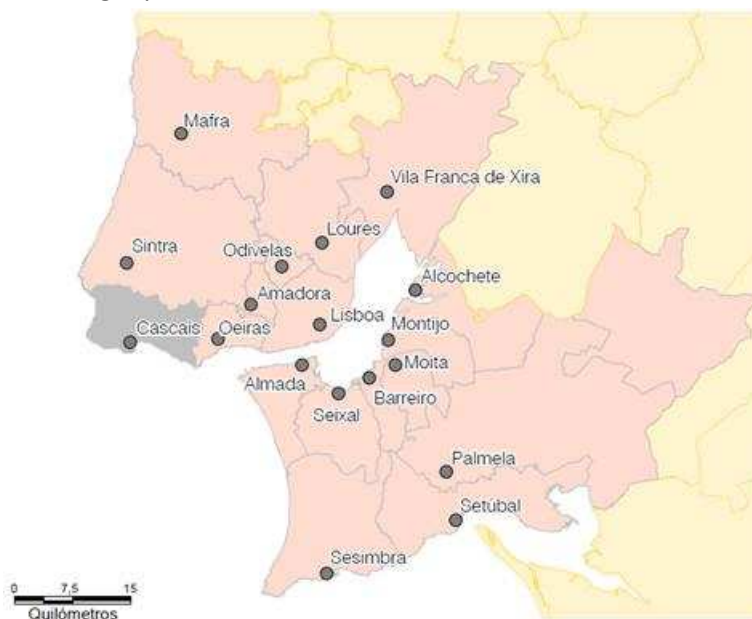 Mafra
Vila Franca de Xira
Loures
Sintra
Odivelas
Alcochete
Amadora
Lisboa
Cascais
Oeiras
Montijo
Almada
Moita
Barreiro
Seixal
Palmela
Setúbal
Sesimbra
0 7,5 15
Quilómetros